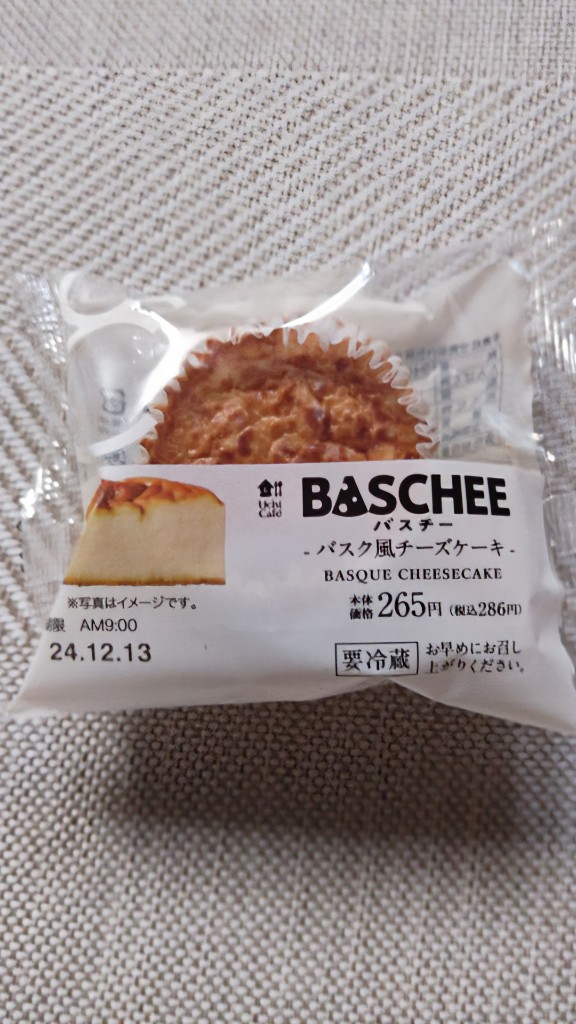 Uchi
Café
BASCHEE
バスチー
- バスク風チーズケーキ -
BASQUE CHEESECAKE
本体
価格 265円 (税込286円)
※写真はイメージです。
限 AM9:00
24.12.13
要冷蔵
お早めにお召し
上がりください。